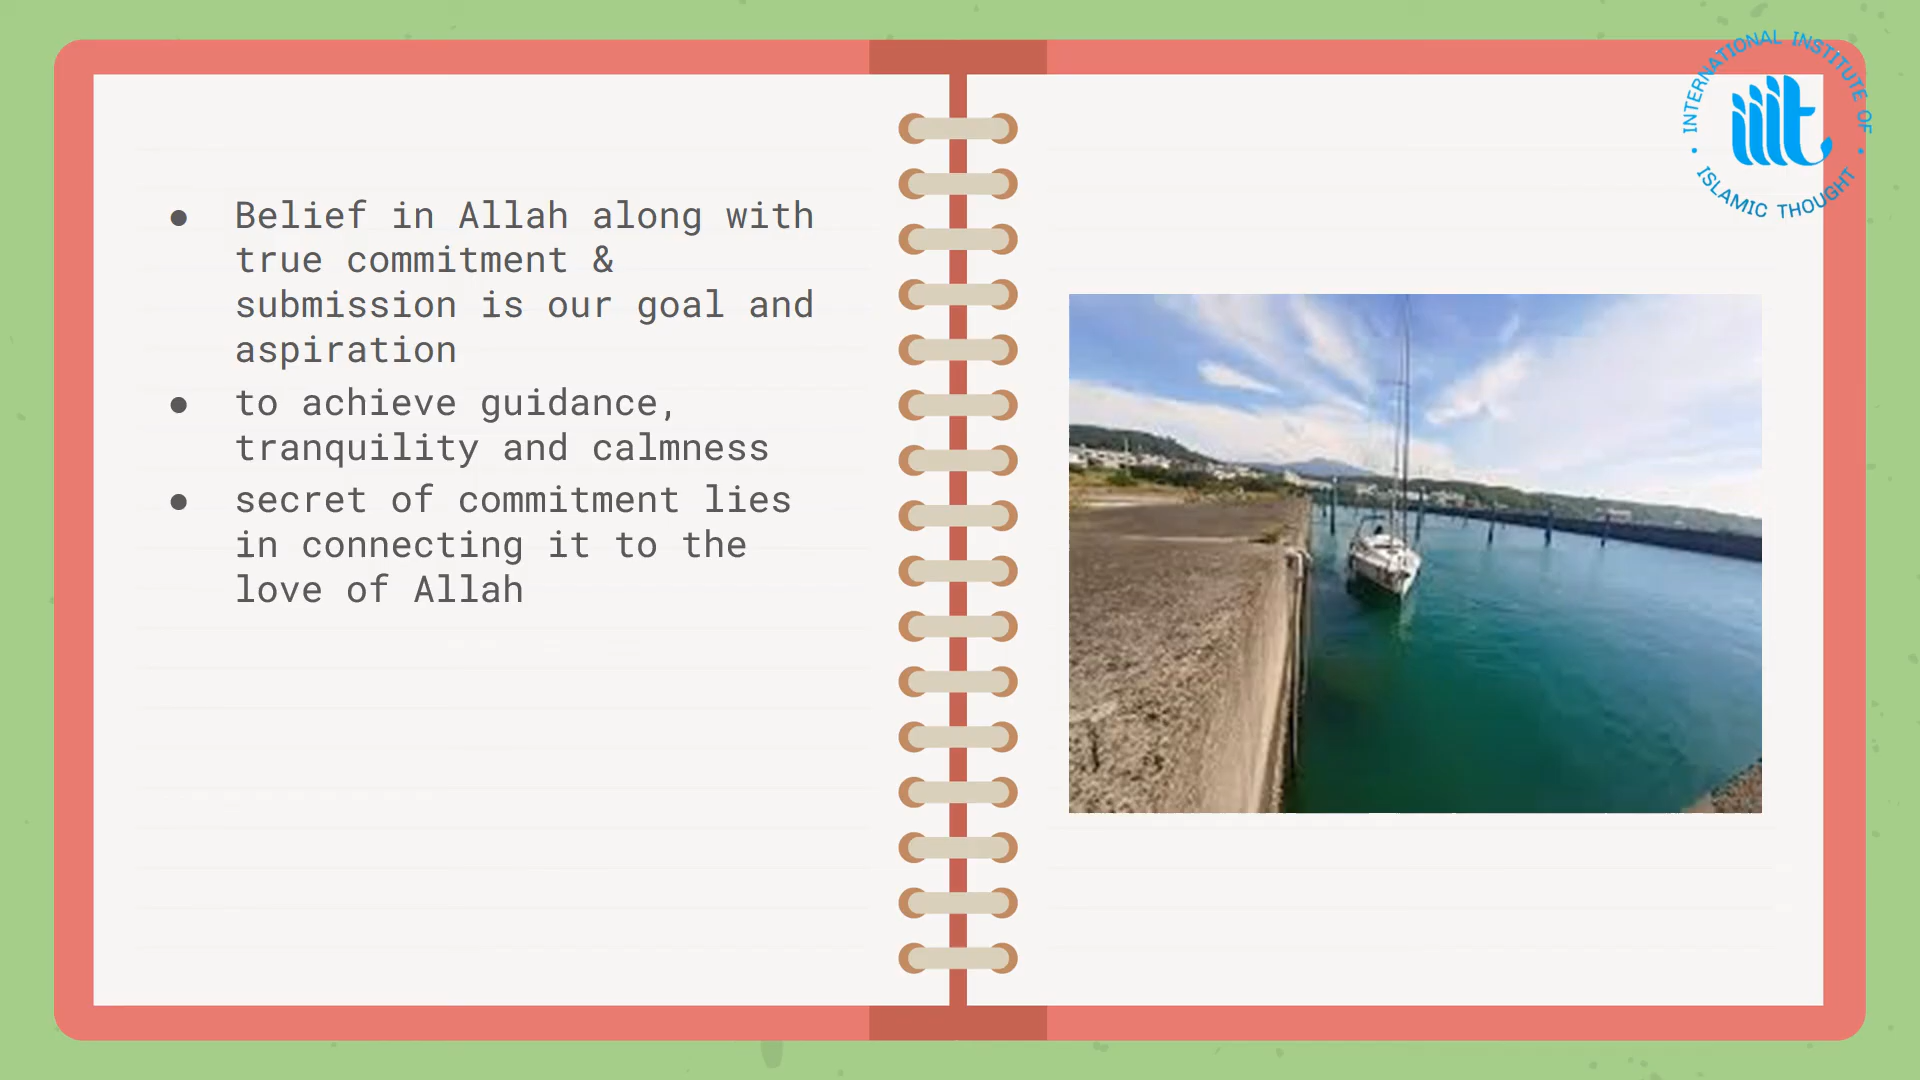 ● Belief in Allah along with
true commitment &
submission is our goal and
aspiration
● to achieve guidance,
tranquility and calmness
● secret of commitment lies
in connecting it to the
love of Allah
INTERNATIONAL INSTITUTE OF
iiit
• ISLAMIC THOUGHT •